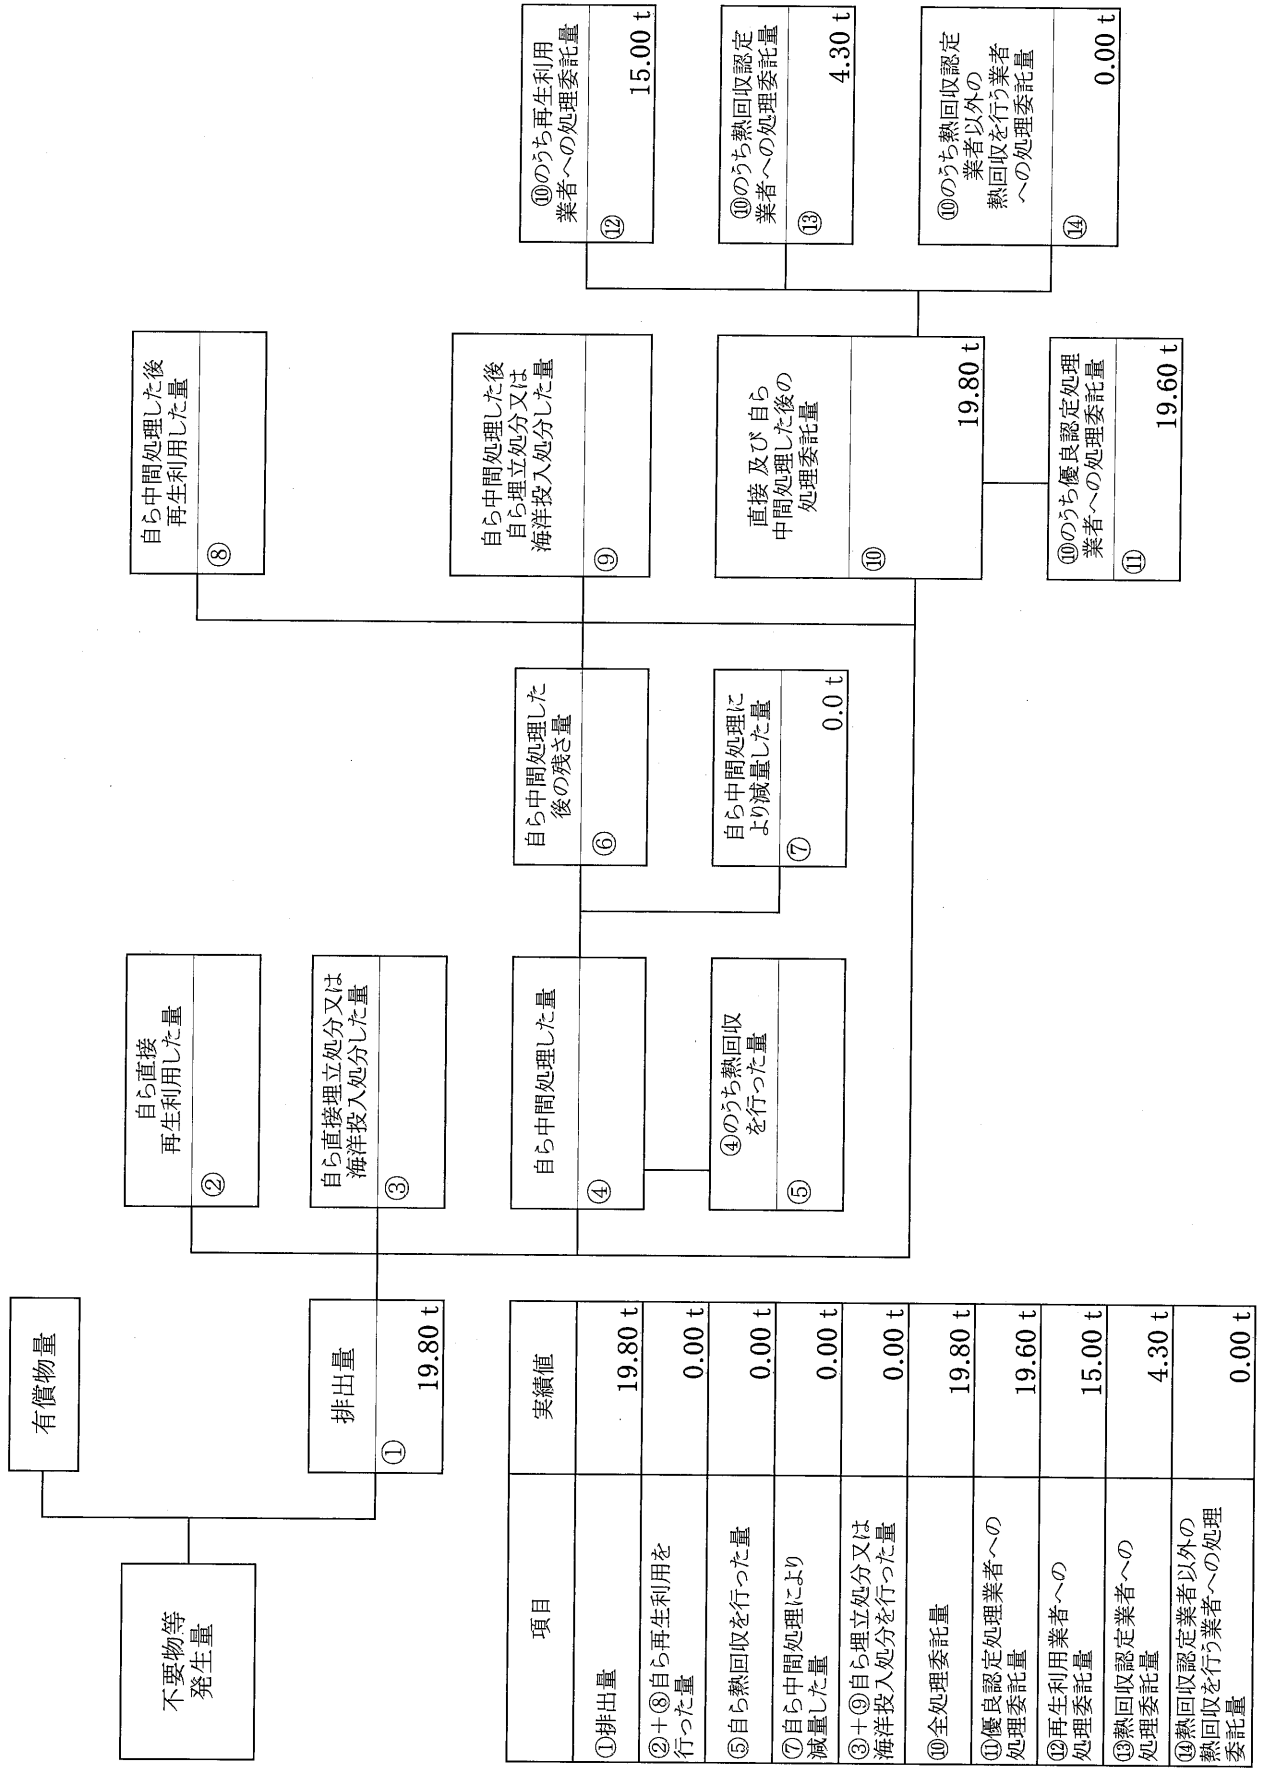 不要物等
発生量
有償物量
排出量
①
19.80 t
自ら直接
再生利用した量
②
自ら直接埋立処分又は
海洋投入処分した量
③
自ら中間処理した量
④
④のうち熱回収
を行った量
⑤
自ら中間処理した
後の残さ量
⑥
自ら中間処理に
より減量した量
⑦
0.0 t
自ら中間処理した後
再生利用した量
⑧
自ら中間処理した後
自ら埋立処分又は
海洋投入処分した量
⑨
直接 及び 自ら
中間処理した後の
処理委託量
⑩
19.80 t
⑩のうち優良認定処理
業者への処理委託量
⑪
19.60 t
⑩のうち再生利用
業者への処理委託量
⑫
15.00 t
⑩のうち熱回収認定
業者への処理委託量
⑬
4.30 t
⑩のうち熱回収認定
業者以外の
熱回収を行う業者
への処理委託量
⑭
0.00 t
項目 実績値
①排出量 19.80 t
②+⑧自ら再生利用を
行った量 0.00 t
⑤自ら熱回収を行った量 0.00 t
⑦自ら中間処理により
減量した量 0.00 t
③+⑨自ら埋立処分又は
海洋投入処分を行った量 0.00 t
⑩全処理委託量 19.80 t
⑪優良認定処理業者への
処理委託量 19.60 t
⑫再生利用業者への
処理委託量 15.00 t
⑬熱回収認定業者への
処理委託量 4.30 t
⑭熱回収認定業者以外の
熱回収を行う業者への処理
委託量 0.00 t